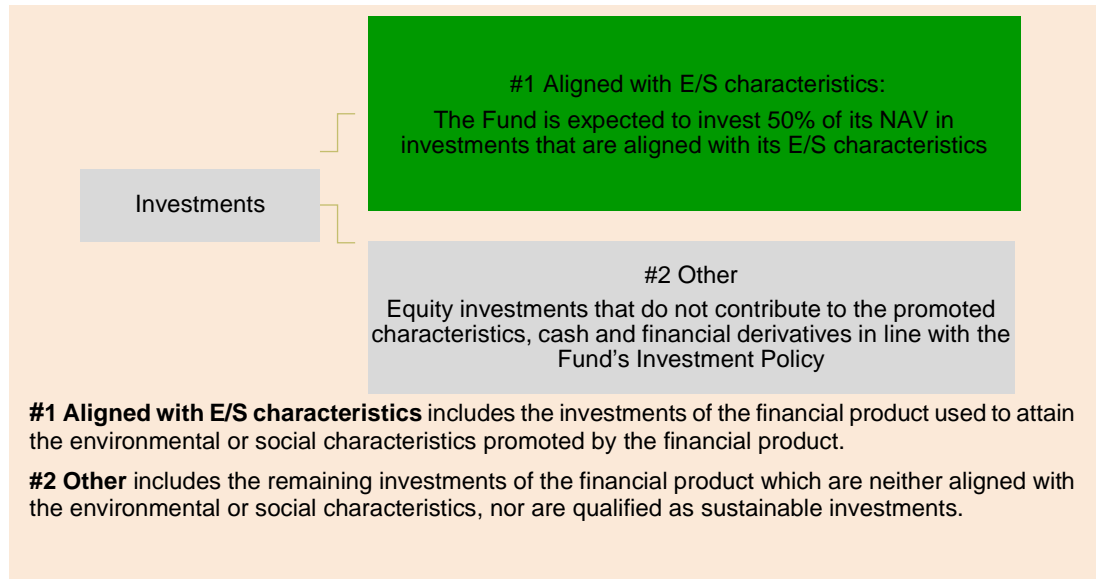 #1 Aligned with E/S characteristics:
The Fund is expected to invest 50% of its NAV in
investments that are aligned with its E/S characteristics
Investments
#2 Other
Equity investments that do not contribute to the promoted
characteristics, cash and financial derivatives in line with the
Fund's Investment Policy
#1 Aligned with E/S characteristics includes the investments of the financial product used to attain
the environmental or social characteristics promoted by the financial product.
#2 Other includes the remaining investments of the financial product which are neither aligned with
the environmental or social characteristics, nor are qualified as sustainable investments.